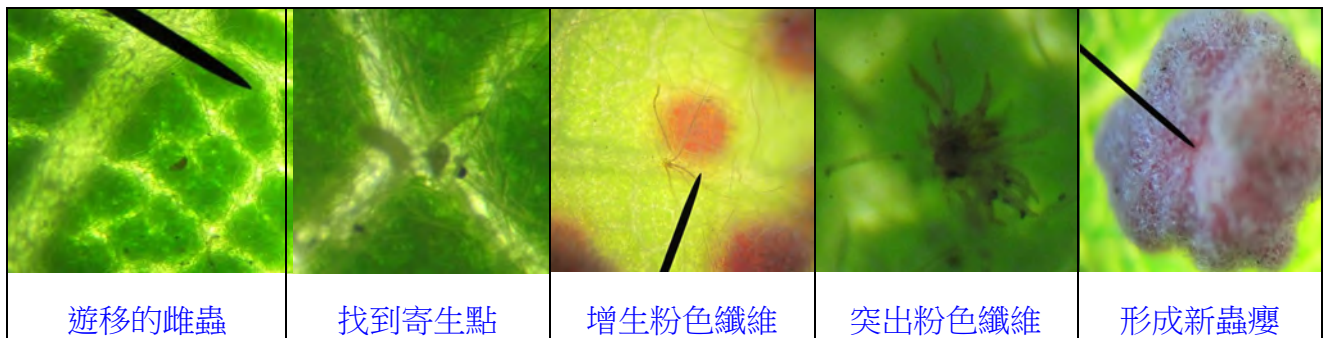 遊移的雌蟲
找到寄生點
增生粉色纖維
突出粉色纖維
形成新蟲癭